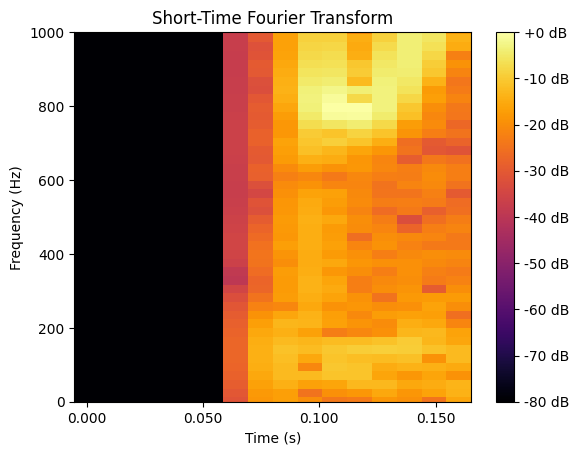 Short-Time Fourier Transform
1000
800
600
400
200
0
Frequency (Hz)
0.000
0.050
0.100
0.150
Time (s)
+0 dB
-10 dB
-20 dB
-30 dB
-40 dB
-50 dB
-60 dB
-70 dB
-80 dB